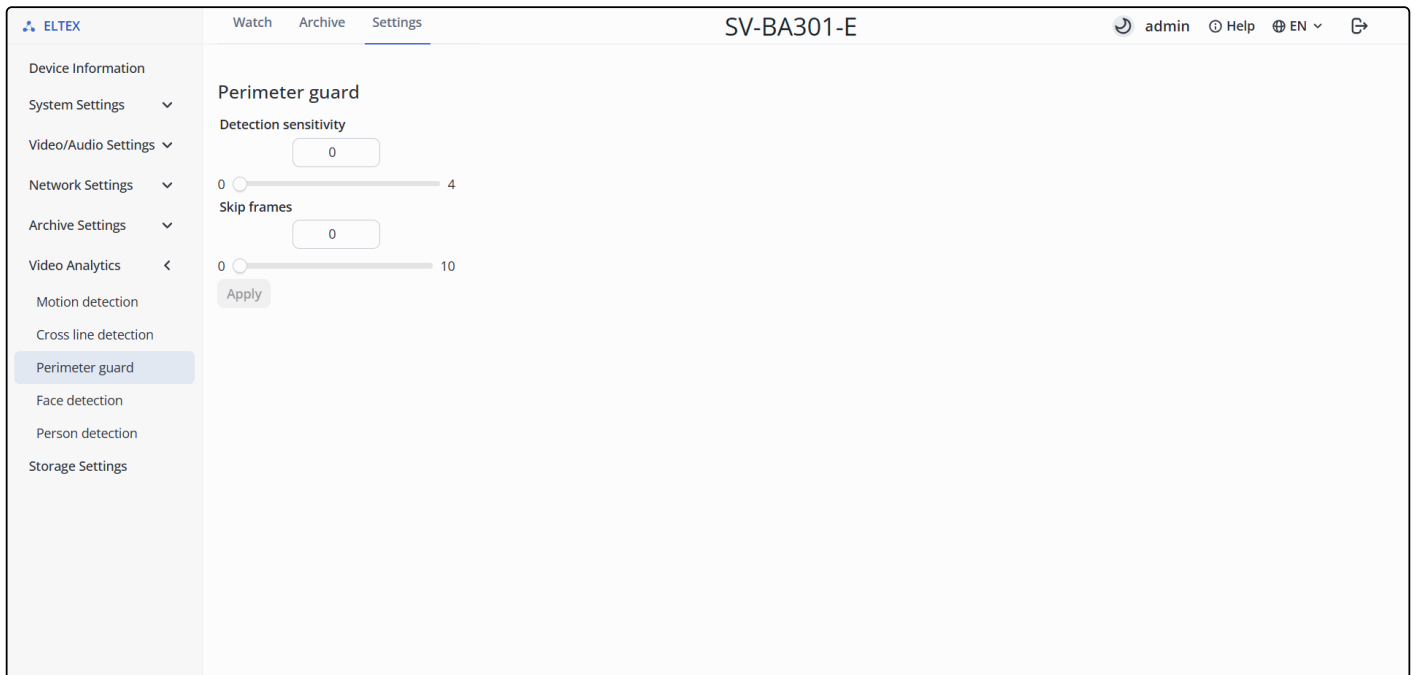 ELTEX
Watch Archive Settings
SV-BA301-E
admin Help EN
Device Information
System Settings
Video/Audio Settings
Network Settings
Archive Settings
Video Analytics
Motion detection
Cross line detection
Perimeter guard
Face detection
Person detection
Storage Settings
Perimeter guard
Detection sensitivity
0
0 4
Skip frames
0
0 10
Apply